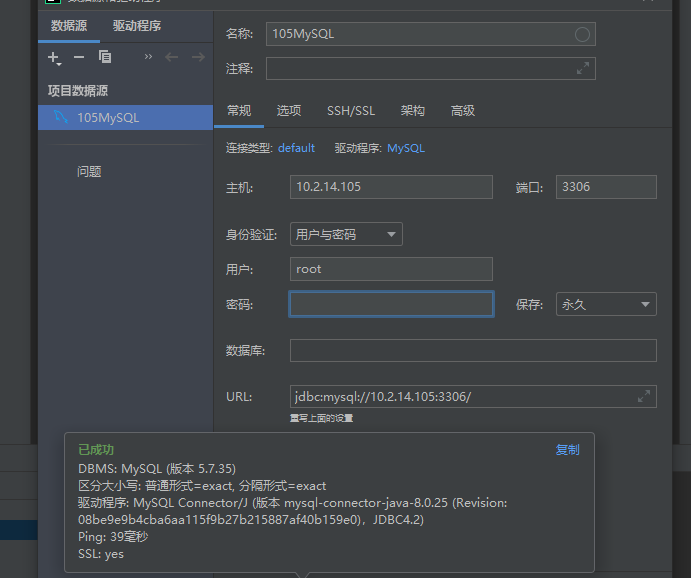 数据源 驱动程序
名称: 105MySQL
注释:
项目数据源
105MySQL
常规 选项 SSH/SSL 架构 高级
连接类型: default 驱动程序: MySQL
问题
主机: 10.2.14.105 端口: 3306
身份验证: 用户与密码
用户: root
密码: 保存: 永久
数据库:
URL: jdbc:mysql://10.2.14.105:3306/
重写上面的设置
已成功 复制
DBMS: MySQL (版本 5.7.35)
区分大小写: 普通形式=exact, 分隔形式=exact
驱动程序: MySQL Connector/J (版本 mysql-connector-java-8.0.25 (Revision:
08be9e9b4cba6aa115f9b27b215887af40b159e0)，JDBC4.2)
Ping: 39毫秒
SSL: yes